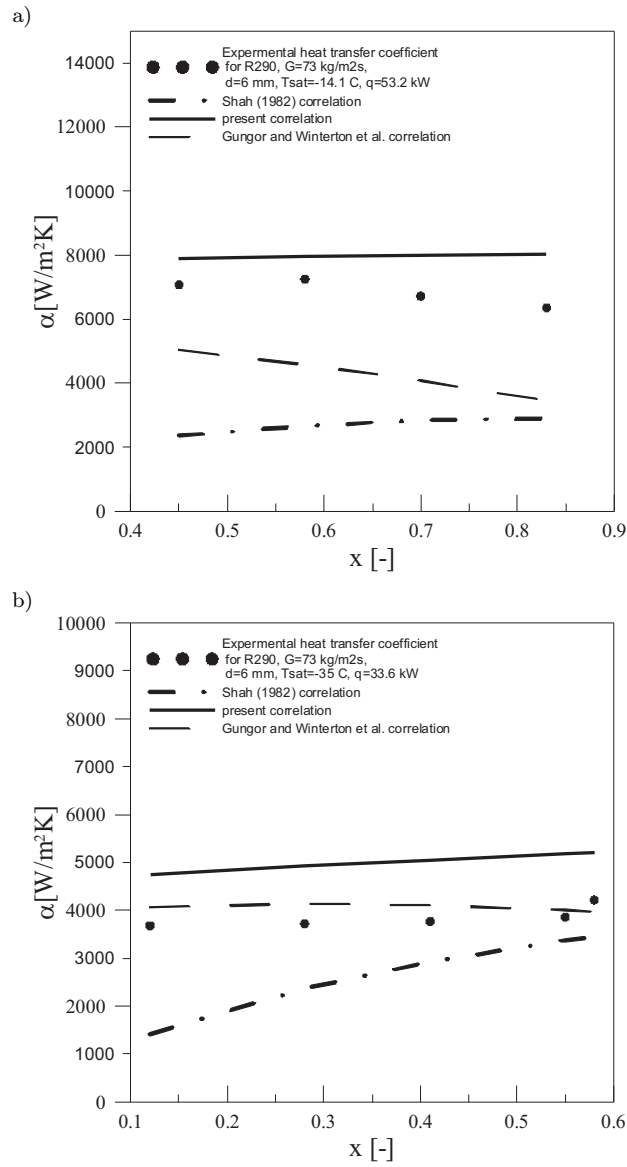 a)
14000
12000
10000
8000
6000
4000
2000
0
α[W/m²K]
Expermental heat transfer coefficient
for R290, G=73 kg/m2s,
d=6 mm, Tsat=-14.1 C, q=53.2 kW
Shah (1982) correlation
present correlation
Gungor and Winterton et al. correlation
0.4 0.5 0.6 0.7 0.8 0.9
x [-]
b)
10000
9000
8000
7000
6000
5000
4000
3000
2000
1000
0
α[W/m²K]
Expermental heat transfer coefficient
for R290, G=73 kg/m2s,
d=6 mm, Tsat=-35 C, q=33.6 kW
Shah (1982) correlation
present correlation
Gungor and Winterton et al. correlation
0.1 0.2 0.3 0.4 0.5 0.6
x [-]